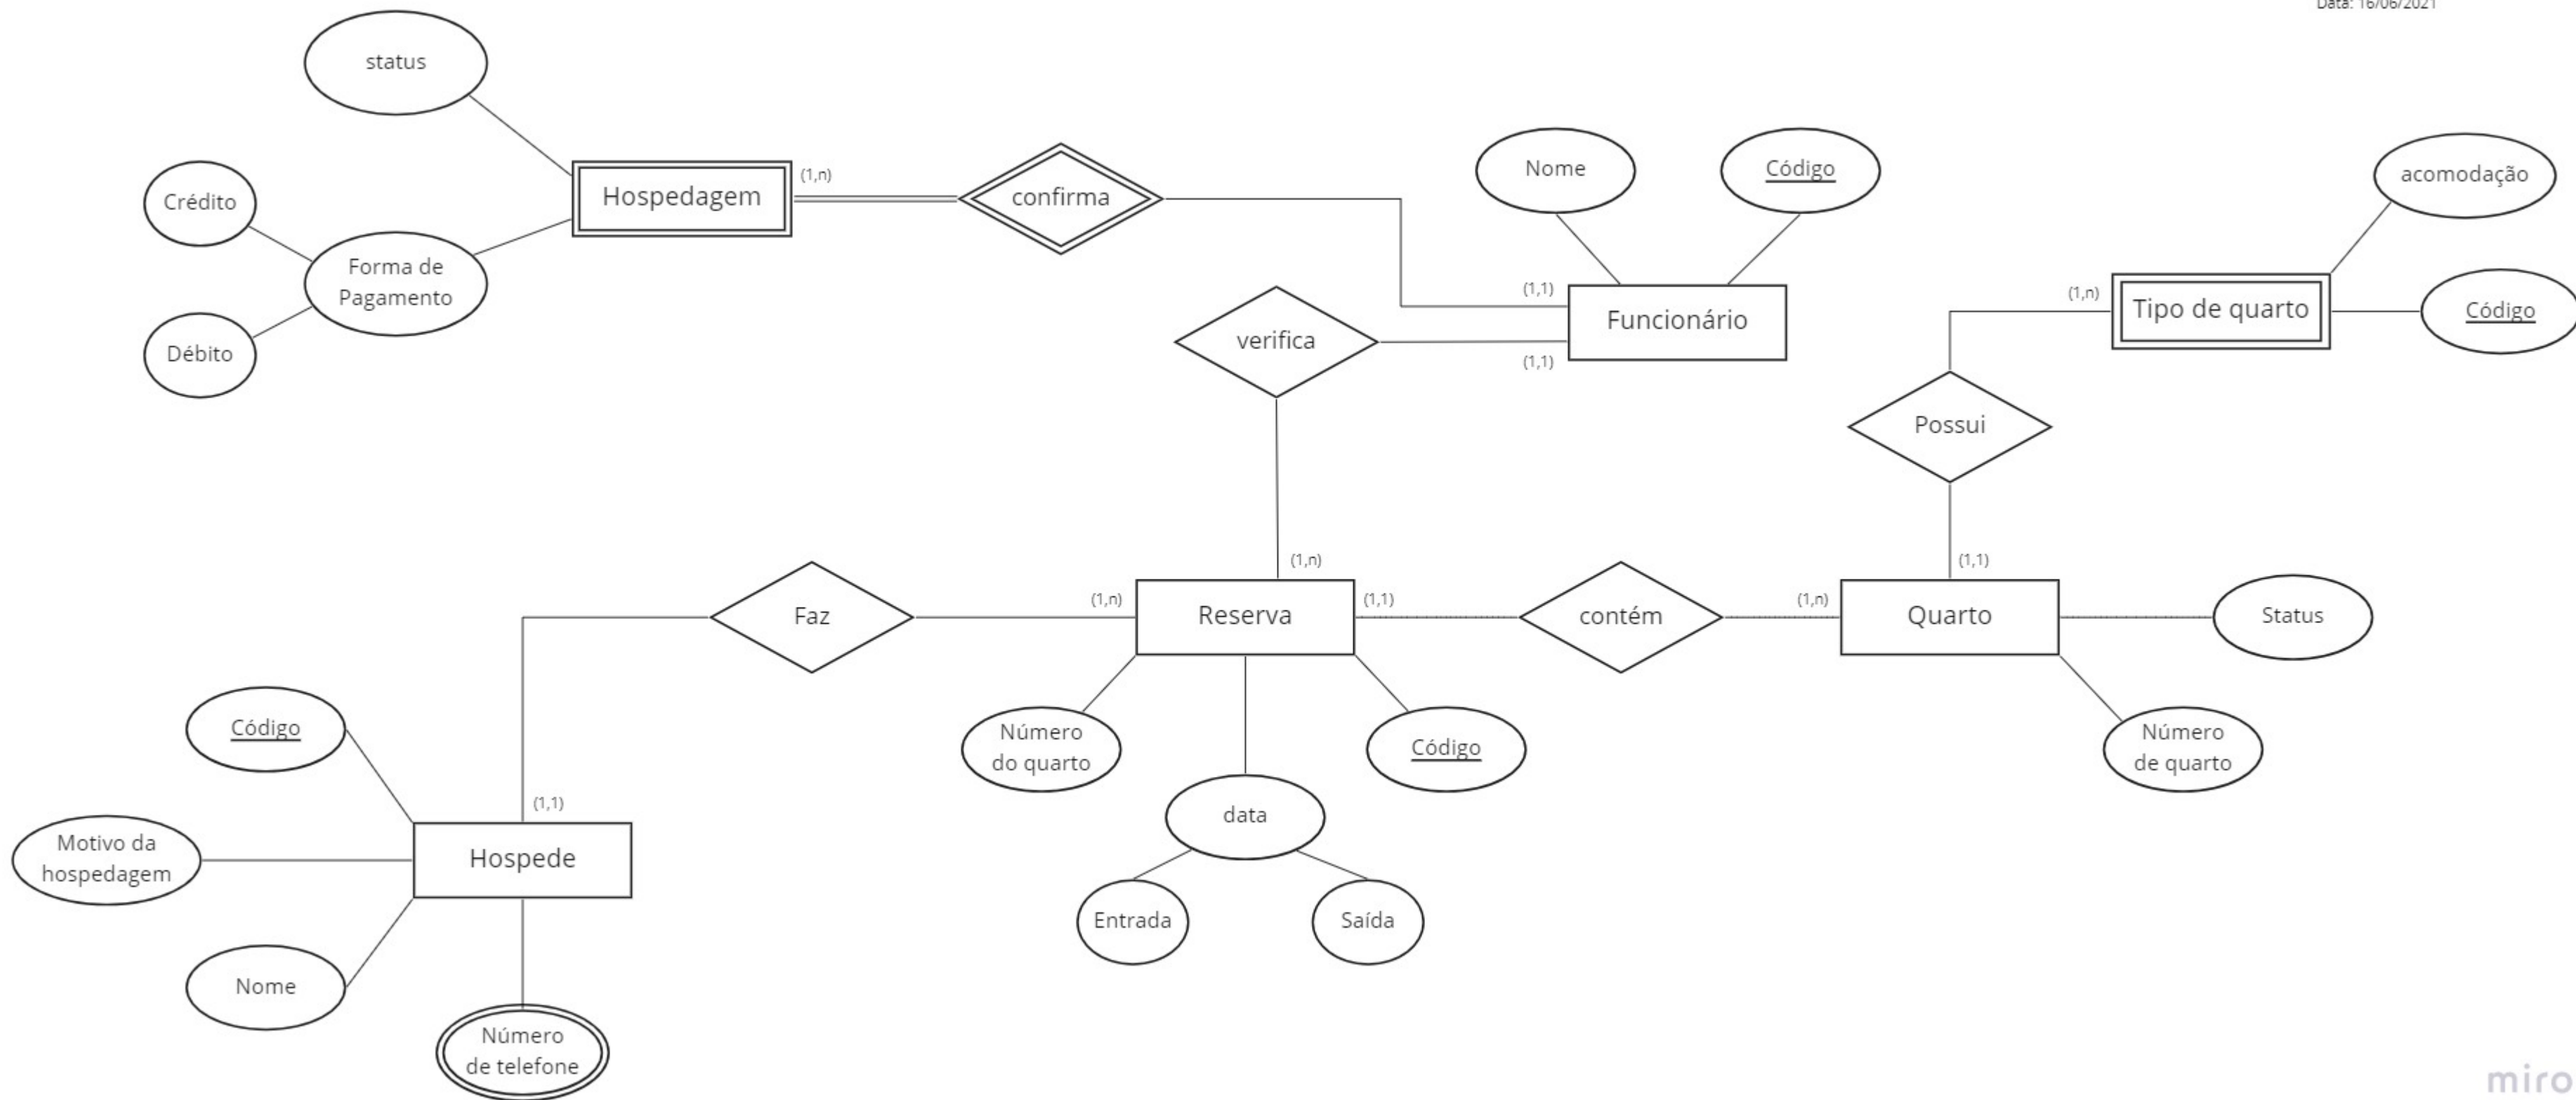 Data: 16/06/2021
status
Crédito
Forma de
Pagamento
Débito
Hospedagem
(1,n)
confirma
Nome
Código
(1,1)
Funcionário
(1,1)
verifica
acomodação
(1,n)
Tipo de quarto
Código
Possui
(1,1)
(1,n)
Faz
(1,n)
Reserva
(1,1)
contém
(1,n)
Quarto
Status
Número
do quarto
Código
Número
de quarto
data
Entrada
Saída
Código
(1,1)
Motivo da
hospedagem
Hospede
Nome
Número
de telefone
miro